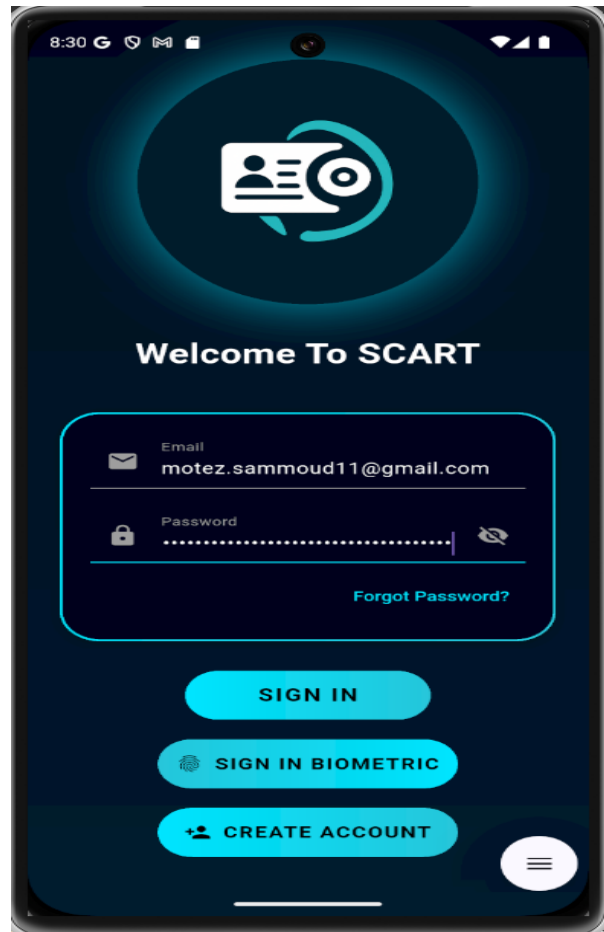 8:30 G
Welcome To SCART
Email
motez.sammoud11@gmail.com
Password
••••••••••••••••••••••••••••••••••••
Forgot Password?
SIGN IN
SIGN IN BIOMETRIC
CREATE ACCOUNT